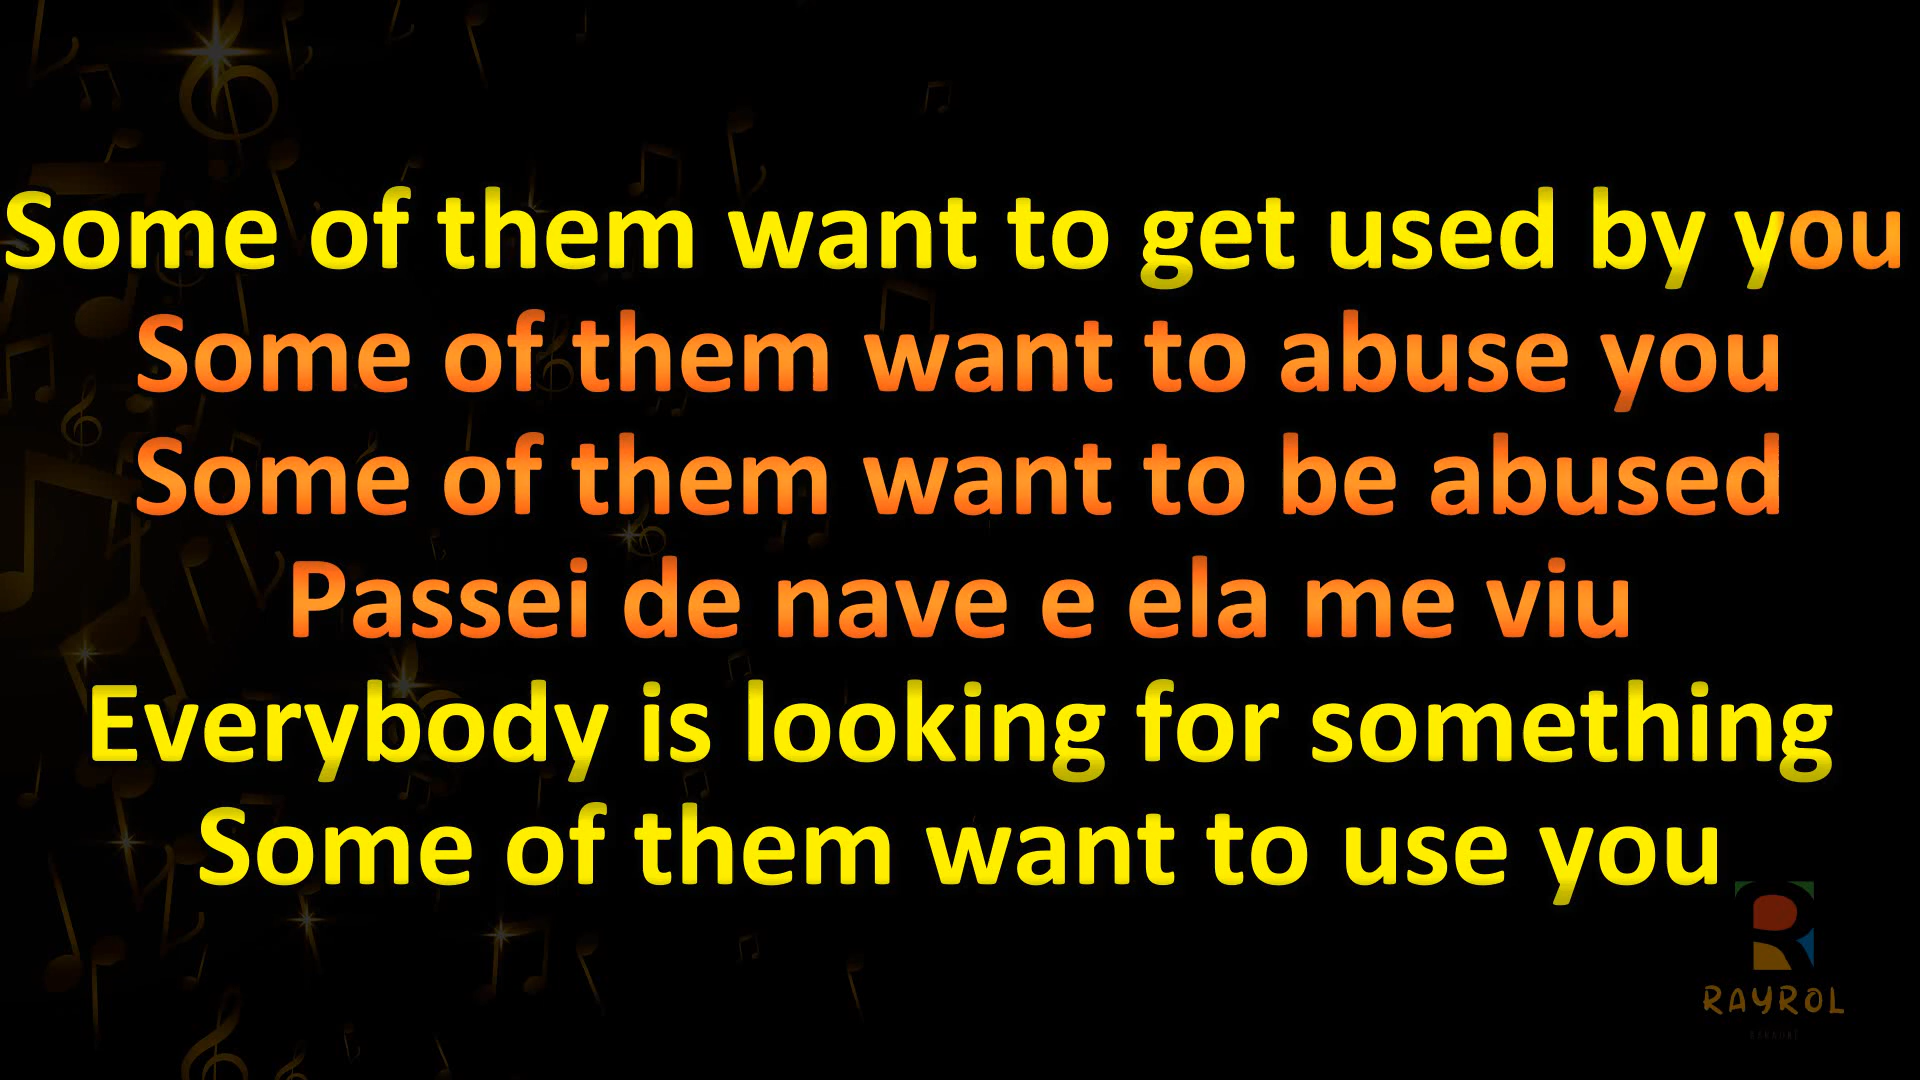 Some of them want to get used by you
Some of them want to abuse you
Some of them want to be abused
Passei de nave e ela me viu
Everybody is looking for something
Some of them want to use you
RAYROL
KARAOKÊ